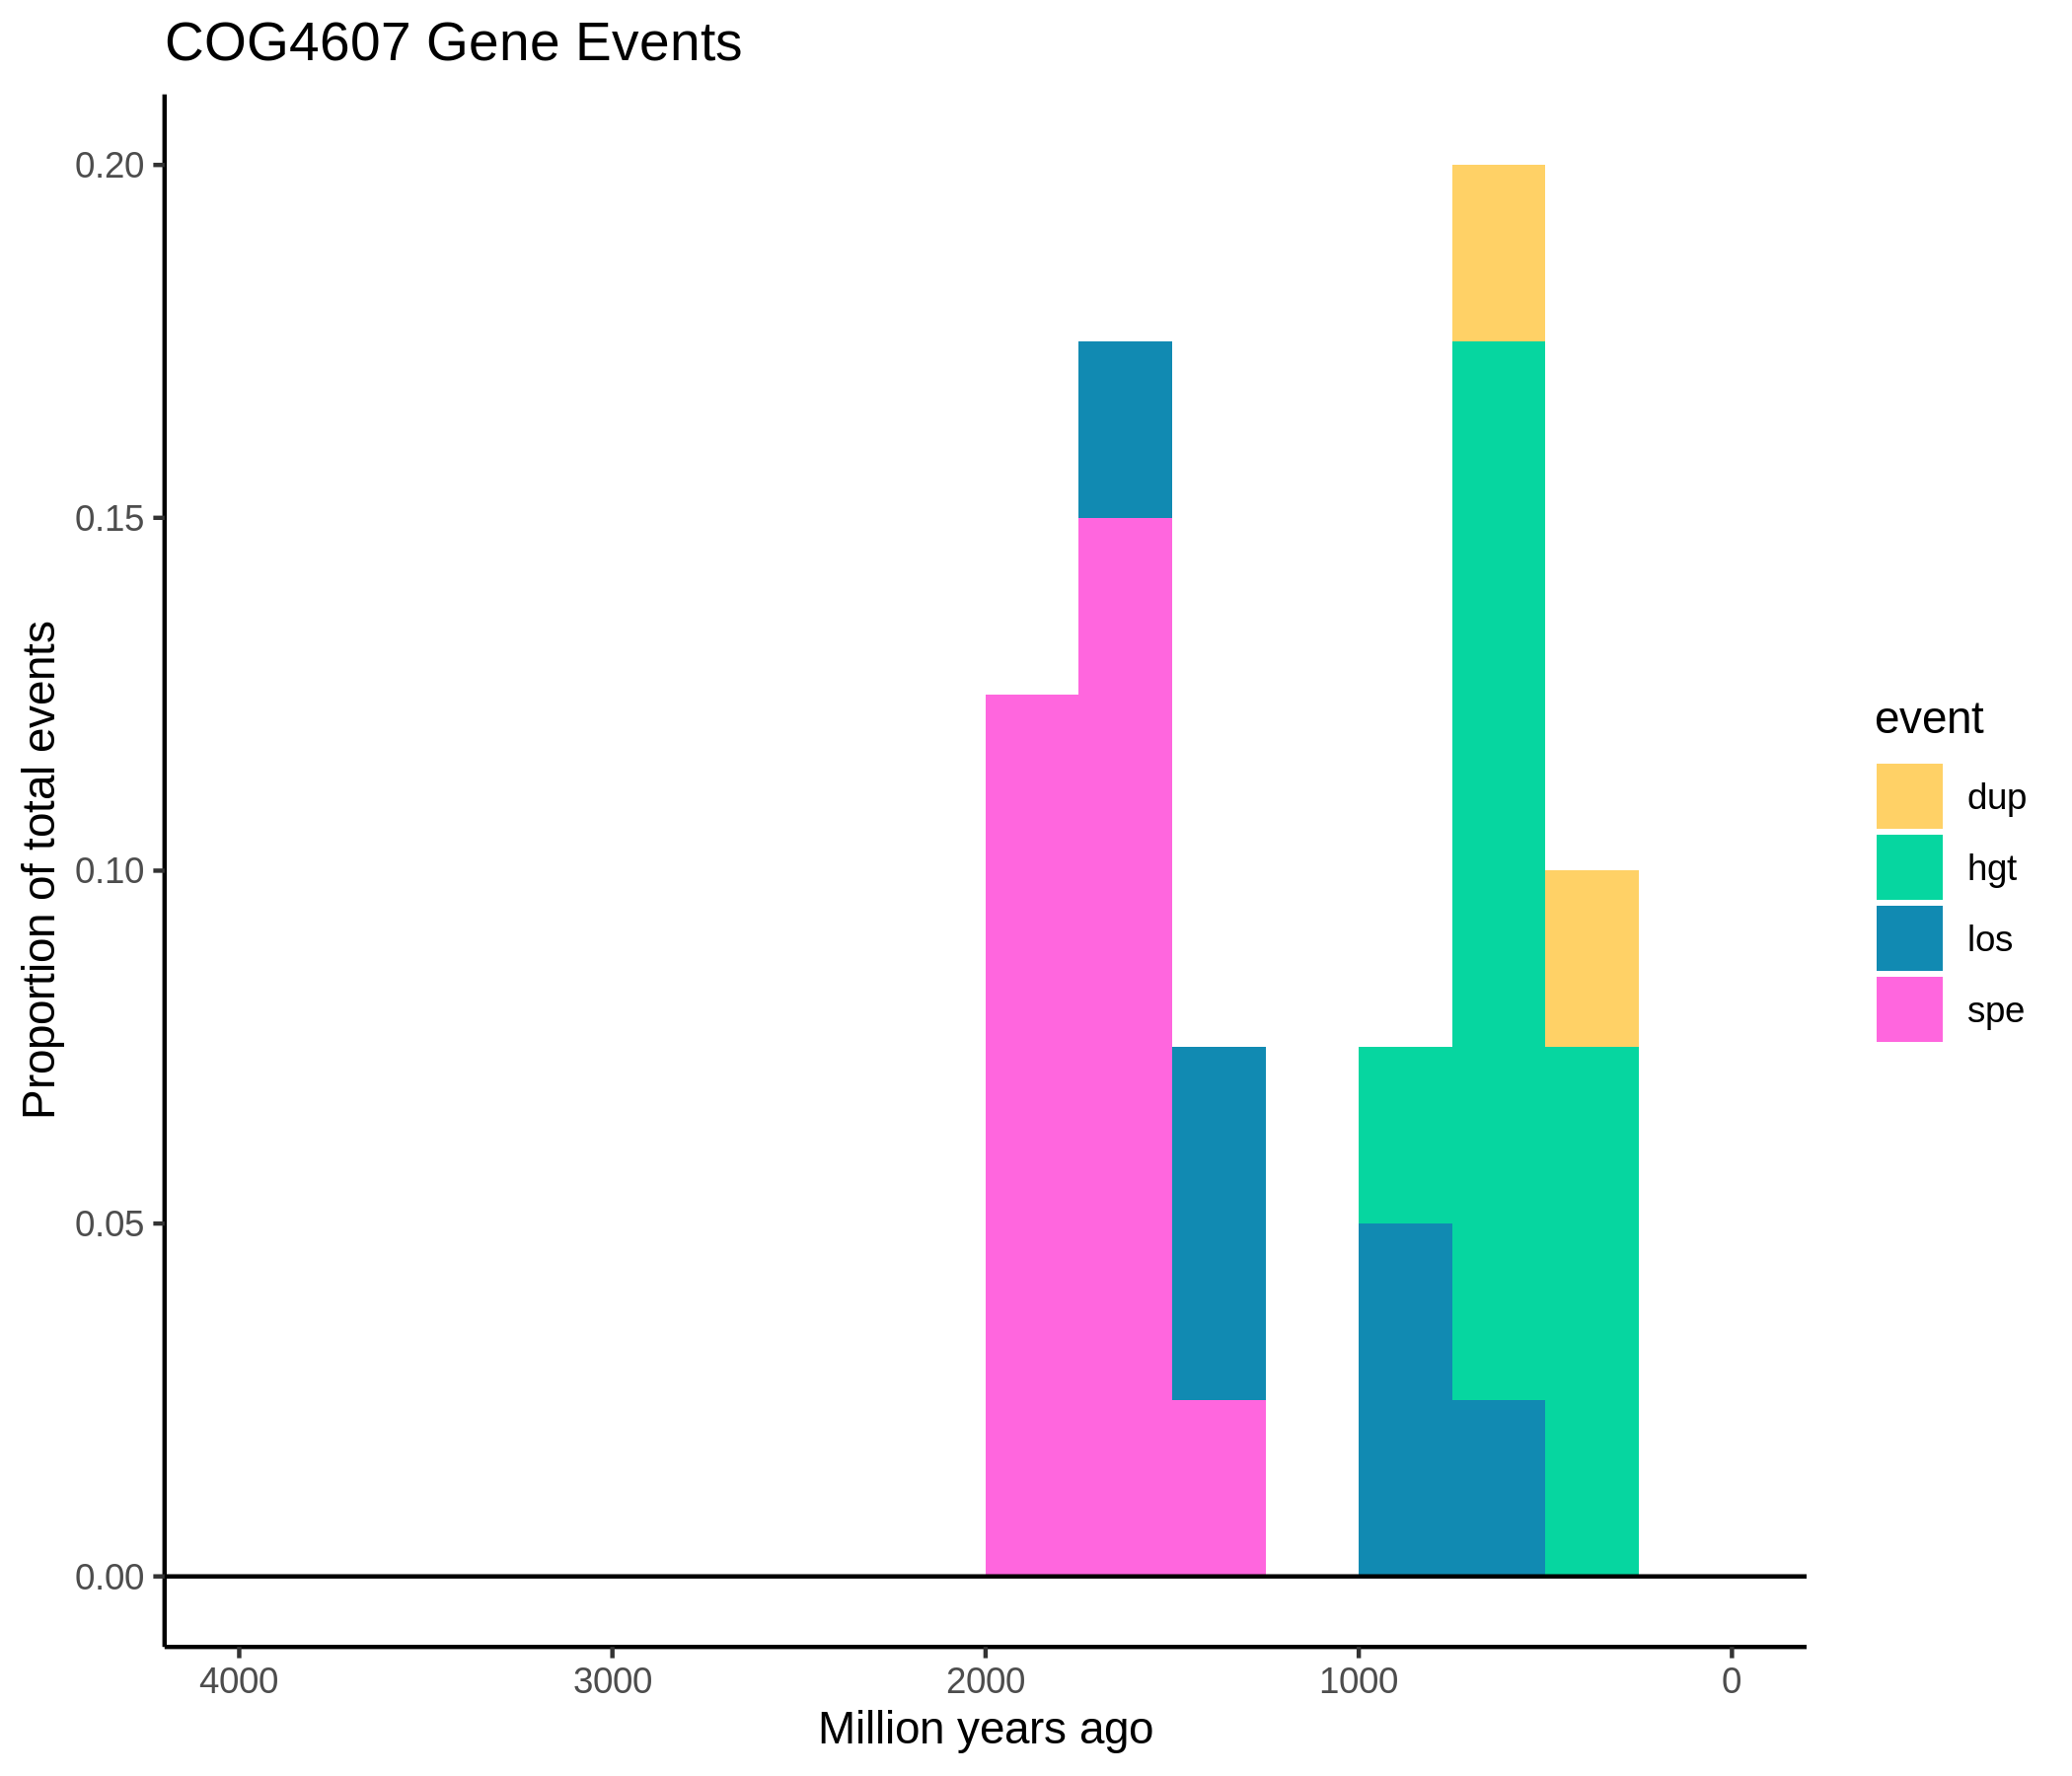 COG4607 Gene Events
Proportion of total events
0.20
0.15
0.10
0.05
0.00
4000 3000 2000 1000 0
Million years ago
event
dup
hgt
los
spe